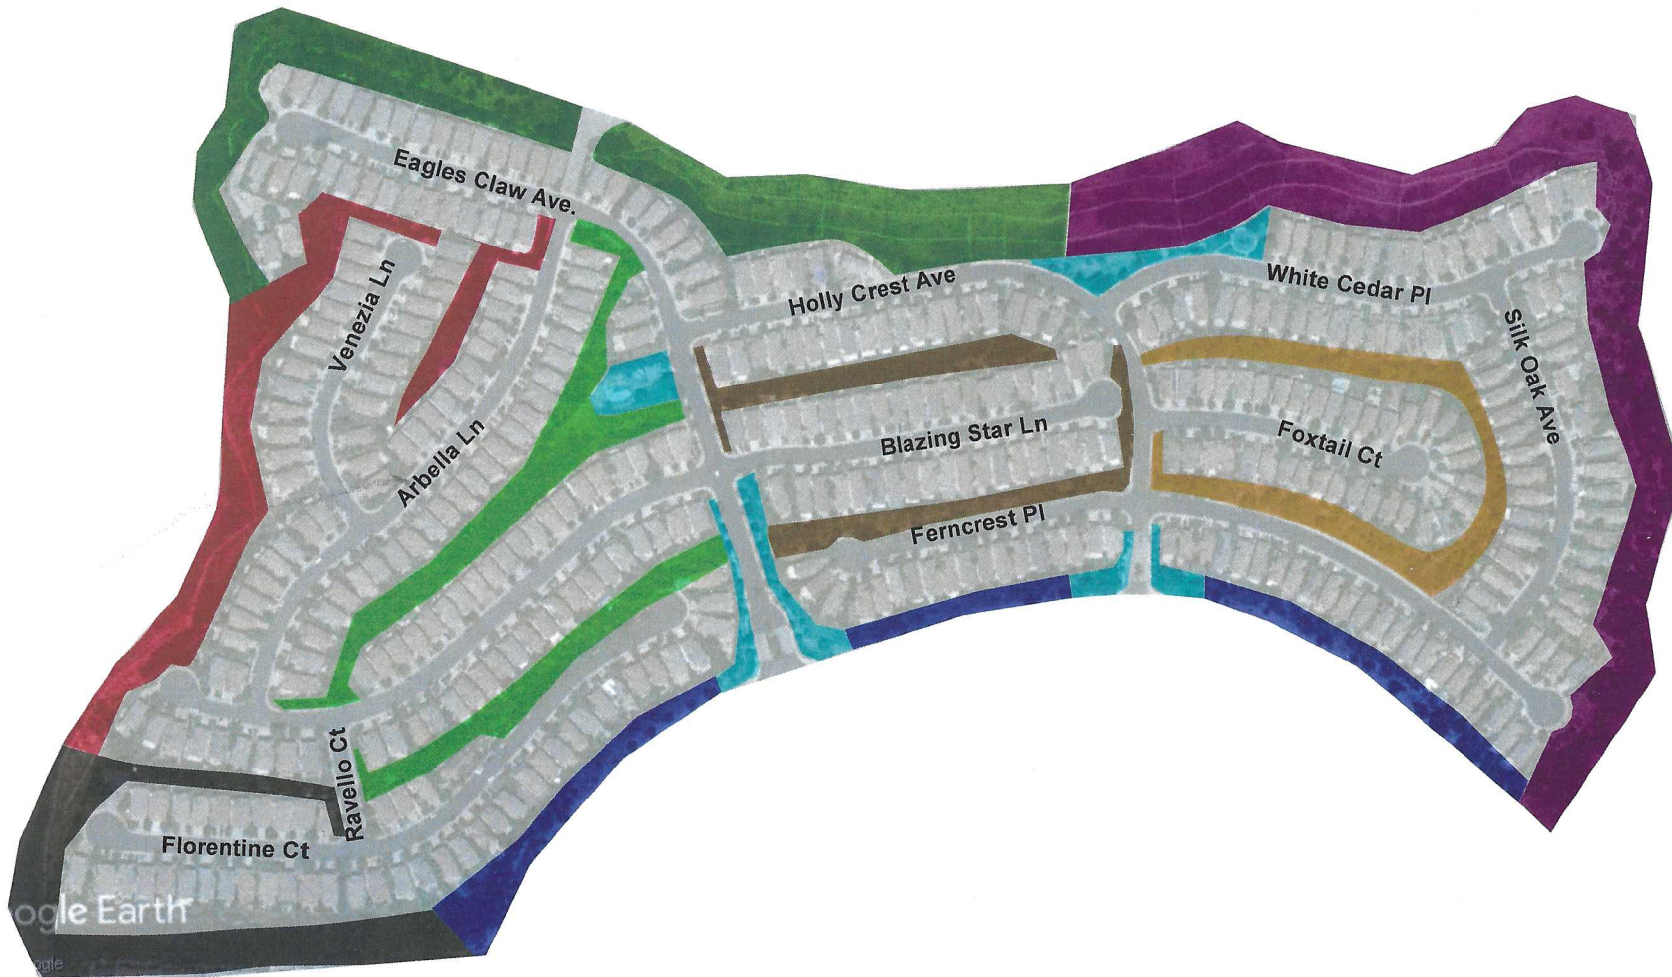 Eagles Claw Ave.
Venezia Ln
Holly Crest Ave
White Cedar Pl
Silk Oak Ave
Arbella Ln
Blazing Star Ln
Foxtail Ct
Ferncrest Pl
Ravello Ct
Florentine Ct
ogle Earth
ogle